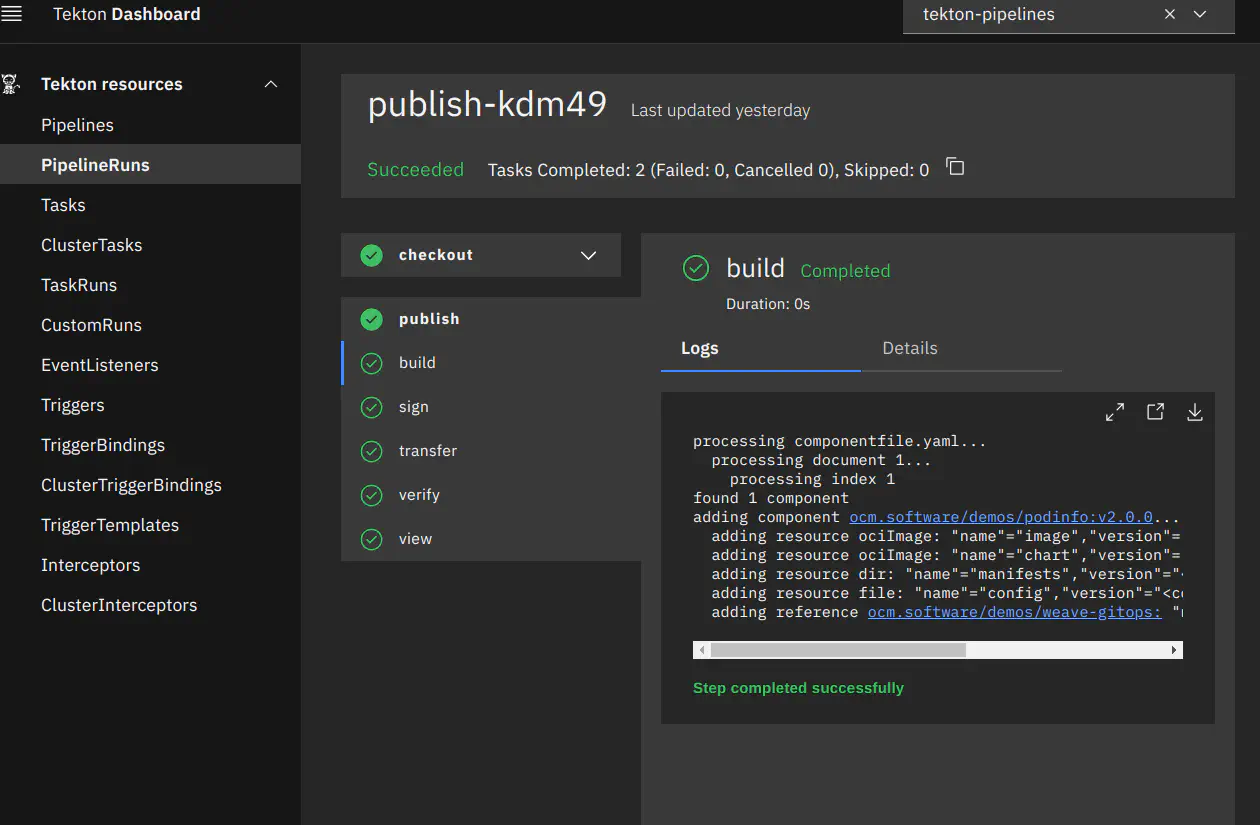 Tekton Dashboard
tekton-pipelines
Tekton resources
Pipelines
PipelineRuns
Tasks
ClusterTasks
TaskRuns
CustomRuns
EventListeners
Triggers
TriggerBindings
ClusterTriggerBindings
TriggerTemplates
Interceptors
ClusterInterceptors
publish-kdm49 Last updated yesterday
Succeeded Tasks Completed: 2 (Failed: 0, Cancelled 0), Skipped: 0
checkout
publish
build
sign
transfer
verify
view
build Completed
Duration: 0s
Logs Details
processing componentfile.yaml...
processing document 1...
processing index 1
found 1 component
adding component ocm.software/demos/podinfo:v2.0.0...
adding resource ociImage: "name"="image","version"=
adding resource ociImage: "name"="chart","version"=
adding resource dir: "name"="manifests","version"="
adding resource file: "name"="config","version"="<c
adding reference ocm.software/demos/weave-gitops: "
Step completed successfully